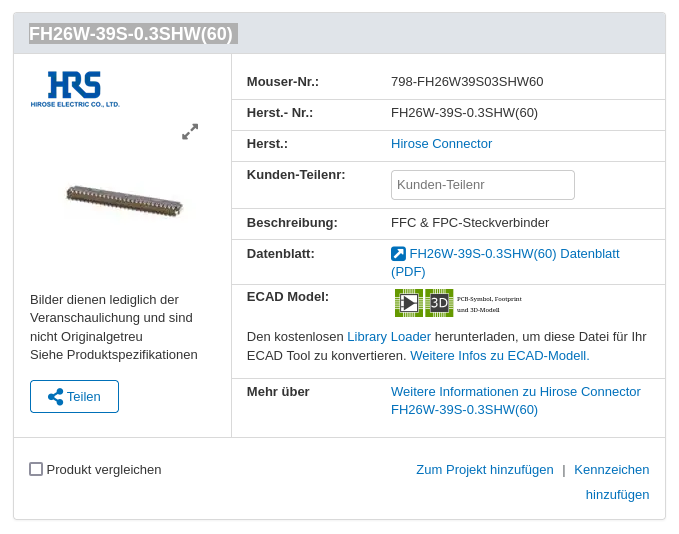 FH26W-39S-0.3SHW(60)
HRS
HIROSE ELECTRIC CO., LTD.
Bilder dienen lediglich der
Veranschaulichung und sind
nicht Originalgetreu
Siehe Produktspezifikationen
Teilen
Mouser-Nr.: 798-FH26W39S03SHW60
Herst.- Nr.: FH26W-39S-0.3SHW(60)
Herst.: Hirose Connector
Kunden-Teilenr: Kunden-Teilenr
Beschreibung: FFC & FPC-Steckverbinder
Datenblatt: FH26W-39S-0.3SHW(60) Datenblatt
(PDF)
ECAD Model: 3D PCB-Symbol, Footprint
und 3D-Modell
Den kostenlosen Library Loader herunterladen, um diese Datei für Ihr
ECAD Tool zu konvertieren. Weitere Infos zu ECAD-Modell.
Mehr über Weitere Informationen zu Hirose Connector
FH26W-39S-0.3SHW(60)
Produkt vergleichen
Zum Projekt hinzufügen | Kennzeichen
hinzufügen